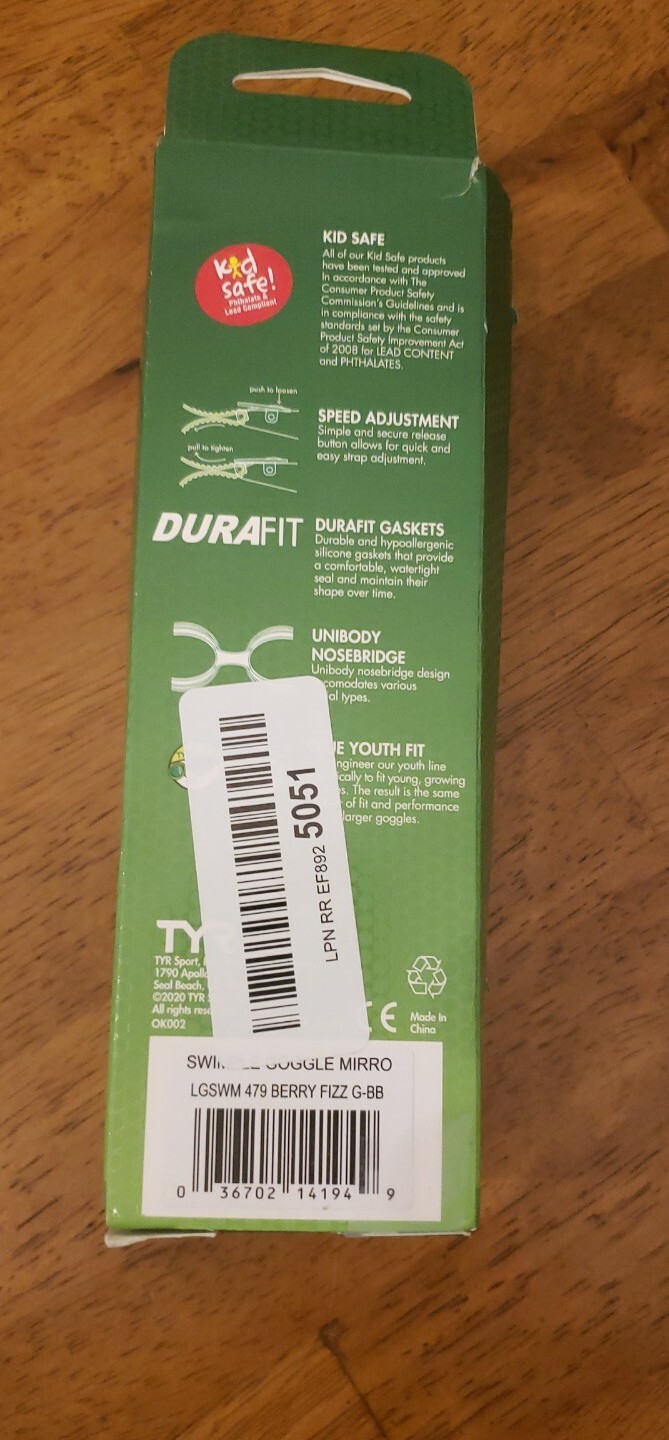 kid
safe!
Phthalate &
Lead Compliant
KID SAFE
All of our Kid Safe products
have been tested and approved
In accordance with The
Consumer Product Safety
Commission's Guidelines and is
in compliance with the safety
standards set by the Consumer
Product Safety Improvement Act
of 2008 for LEAD CONTENT
and PHTHALATES.
push to loosen
pull to tighten
SPEED ADJUSTMENT
Simple and secure release
button allows for quick and
easy strap adjustment.
DURAFIT
DURAFIT GASKETS
Durable and hypoallergenic
silicone gaskets that provide
a comfortable, watertight
seal and maintain their
shape over time.
UNIBODY
NOSEBRIDGE
Unibody nosebridge design
types.
YOUTH FIT
our youth line
to fit young, growing
The result is the same
of fit and performance
larger goggles.
LPN RR EF892 5051
TYR
TYR Sport,
1790
Seal Beach,
©2020 TYR
All rights
OK002
CE
Made In
China
GOGGLE MIRRO
LGSWM 479 BERRY FIZZ G-BB
0 36702 14194 9